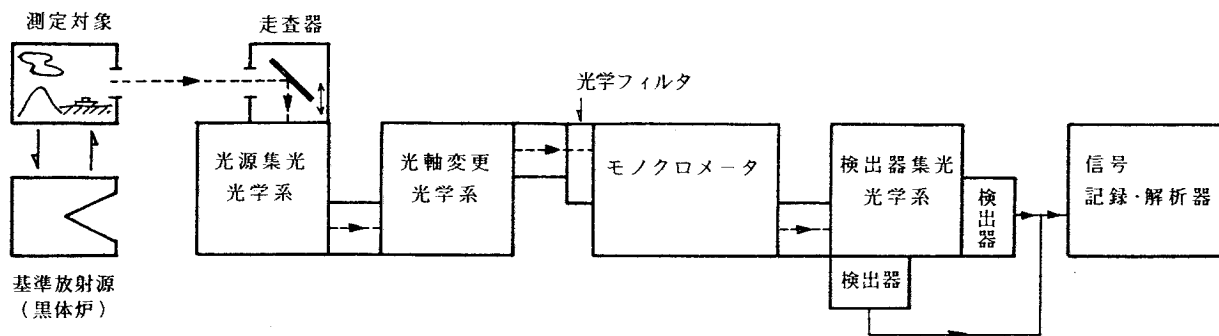 測定対象
走査器
光学フィルタ
光源集光
光学系
光軸変更
光学系
モノクロメータ
検出器集光
光学系
検出器
検出器
信号
記録・解析器
基準放射源
(黒体炉)